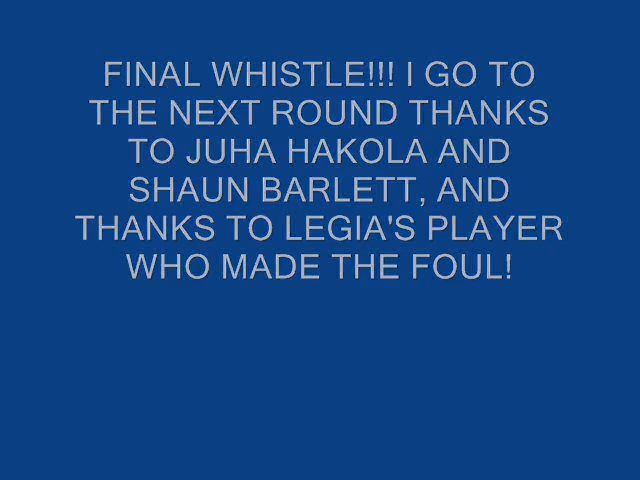 FINAL WHISTLE!!! I GO TO
THE NEXT ROUND THANKS
TO JUHA HAKOLA AND
SHAUN BARLETT, AND
THANKS TO LEGIA'S PLAYER
WHO MADE THE FOUL!